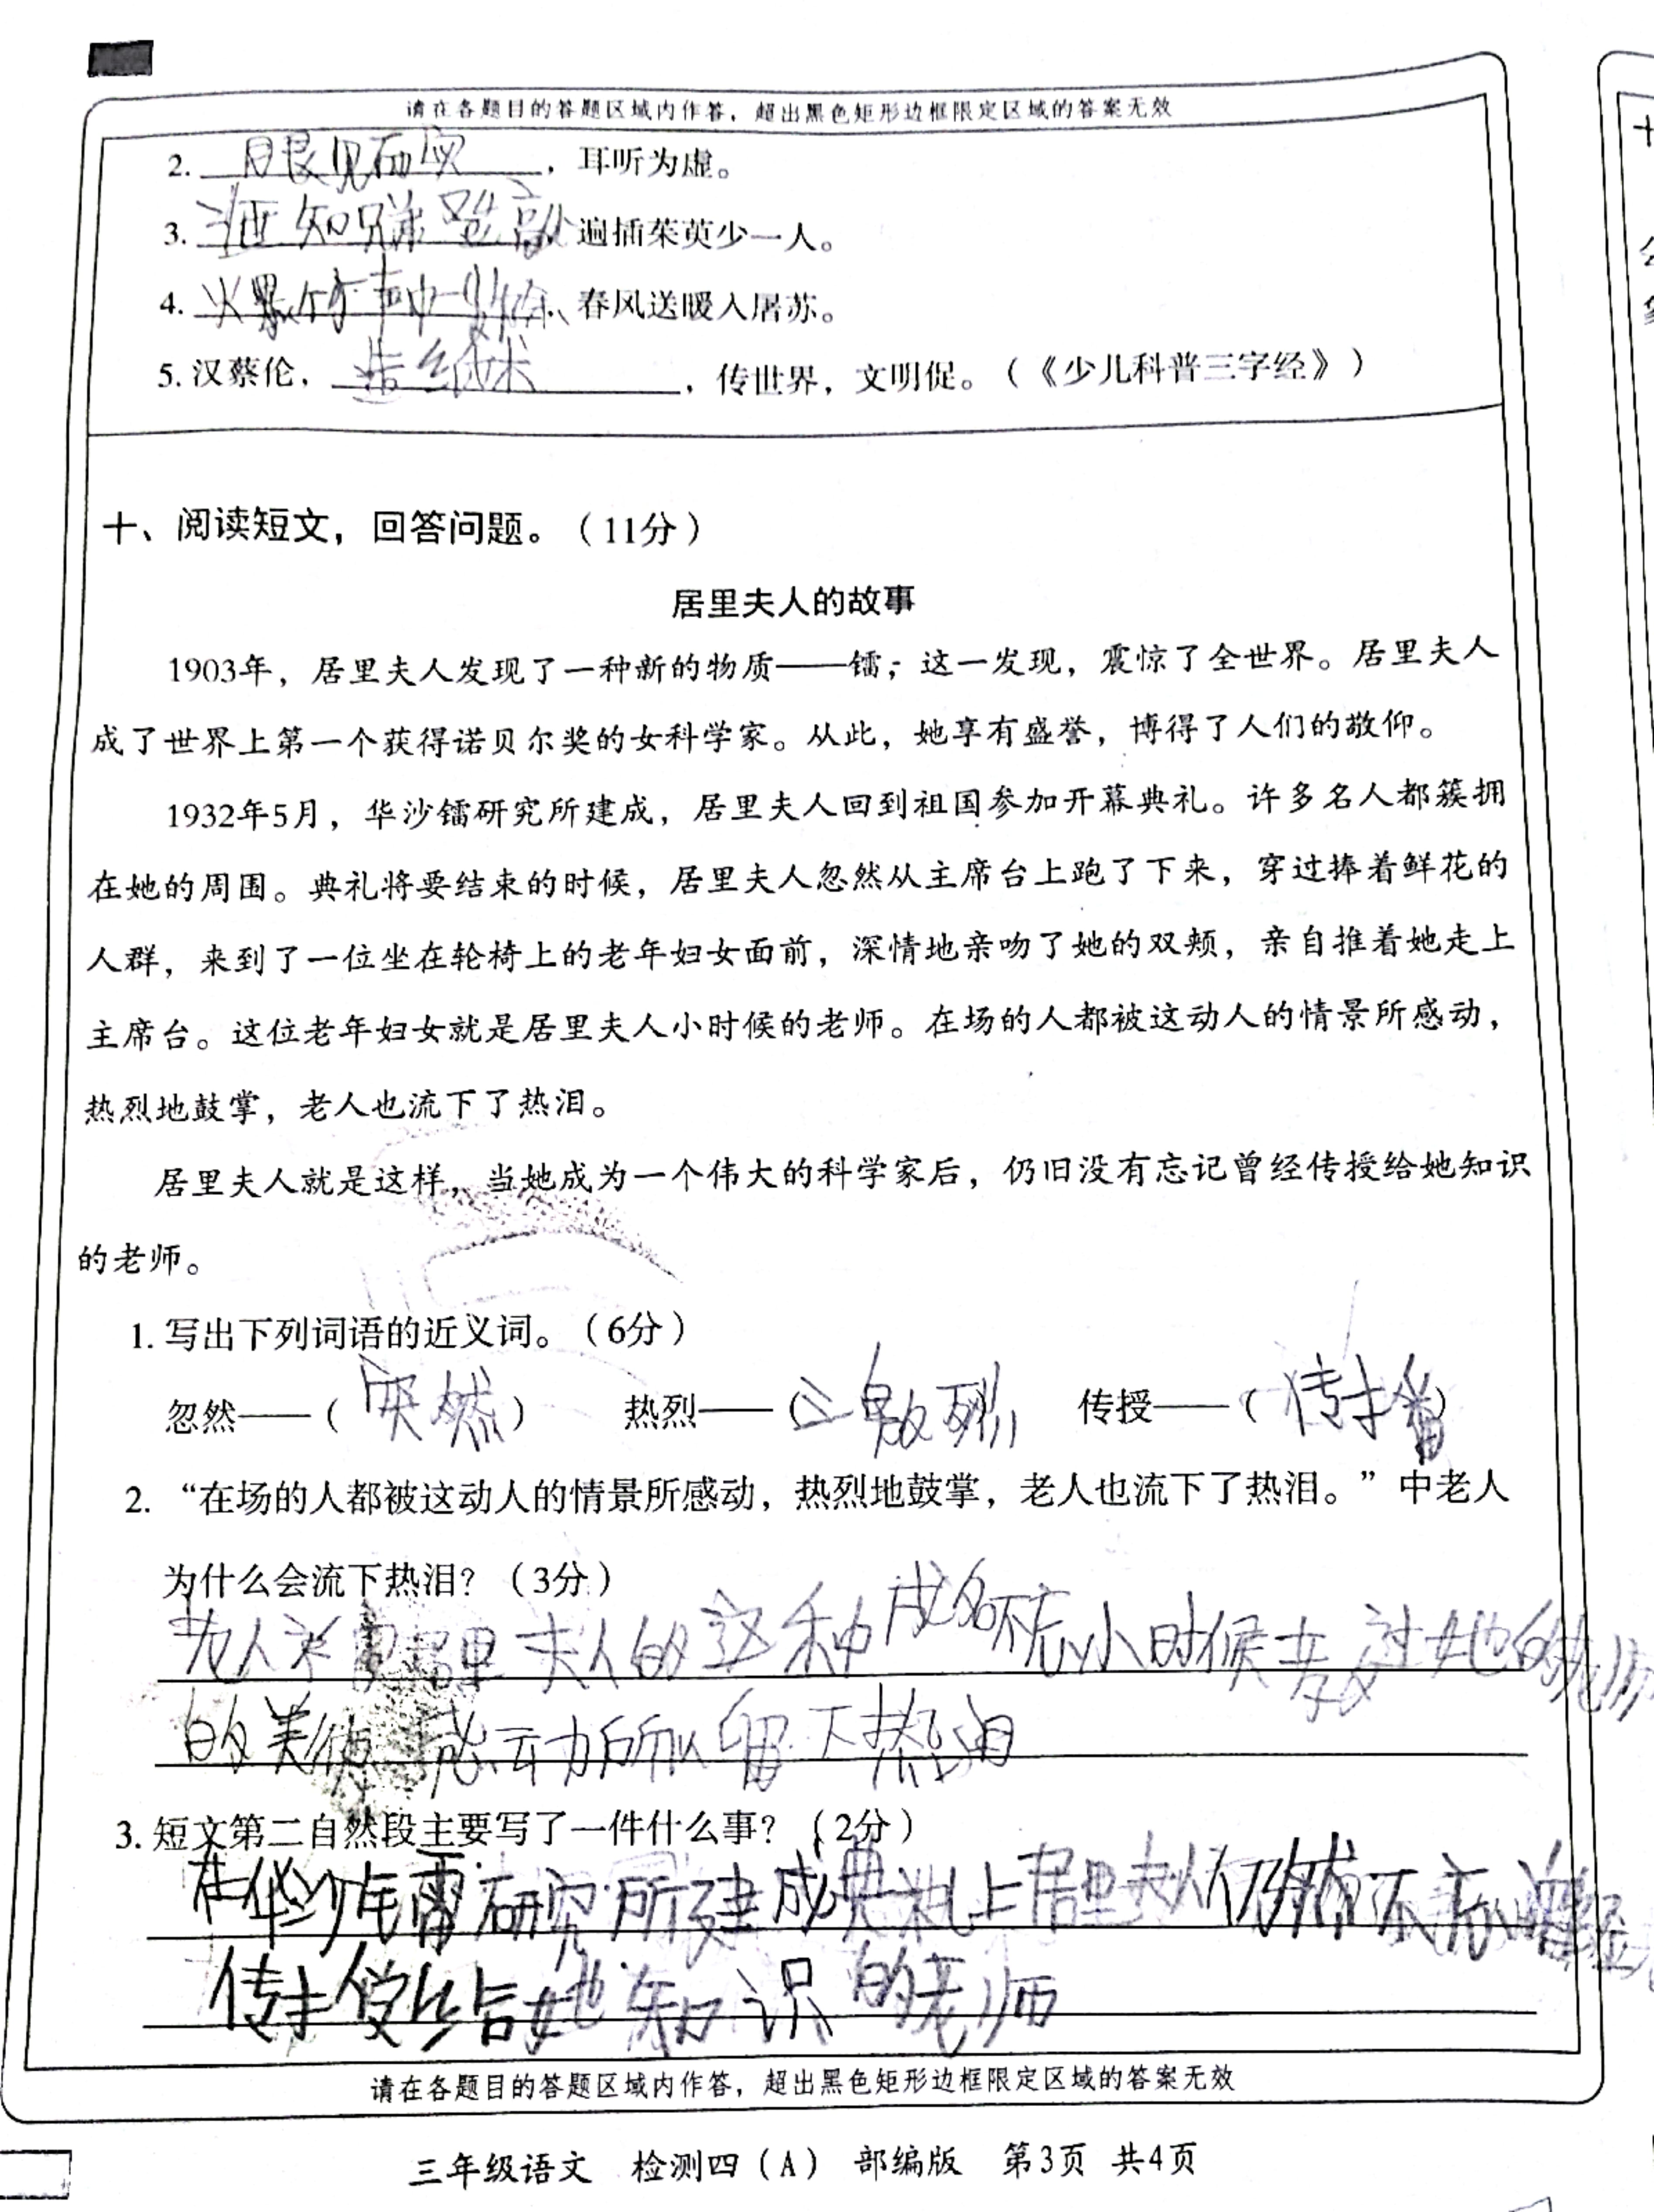 请在各题目的答题区域内作答，超出黑色矩形边框限定区域的答案无效
2. 眼见而实，耳听为虚。
3. 遥知兄弟登高处 遍插茱萸少一人。
4. 爆竹声中一岁除、春风送暖入屠苏。
5. 汉蔡伦，造纸术，传世界，文明促。（《少儿科普三字经》）
十、阅读短文，回答问题。（11分）
居里夫人的故事
1903年，居里夫人发现了一种新的物质——镭，这一发现，震惊了全世界。居里夫人
成了世界上第一个获得诺贝尔奖的女科学家。从此，她享有盛誉，博得了人们的敬仰。
1932年5月，华沙镭研究所建成，居里夫人回到祖国参加开幕典礼。许多名人都簇拥
在她的周围。典礼将要结束的时候，居里夫人忽然从主席台上跑了下来，穿过捧着鲜花的
人群，来到了一位坐在轮椅上的老年妇女面前，深情地亲吻了她的双颊，亲自推着她走上
主席台。这位老年妇女就是居里夫人小时候的老师。在场的人都被这动人的情景所感动，
热烈地鼓掌，老人也流下了热泪。
居里夫人就是这样，当她成为一个伟大的科学家后，仍旧没有忘记曾经传授给她知识
的老师。
1. 写出下列词语的近义词。（6分）
忽然——（突然） 热烈——（激烈） 传授——（传播）
2. “在场的人都被这动人的情景所感动，热烈地鼓掌，老人也流下了热泪。”中老人
为什么会流下热泪？（3分）
居里夫人的这种成名不忘小时候教过她的老师
的美德 感动所以留下热泪
3. 短文第二自然段主要写了一件什么事？（2分）
在华沙镭研究所建成典礼上居里夫人仍然不忘曾经
传授给她知识的老师
请在各题目的答题区域内作答，超出黑色矩形边框限定区域的答案无效
三年级语文 检测四（A） 部编版 第3页 共4页